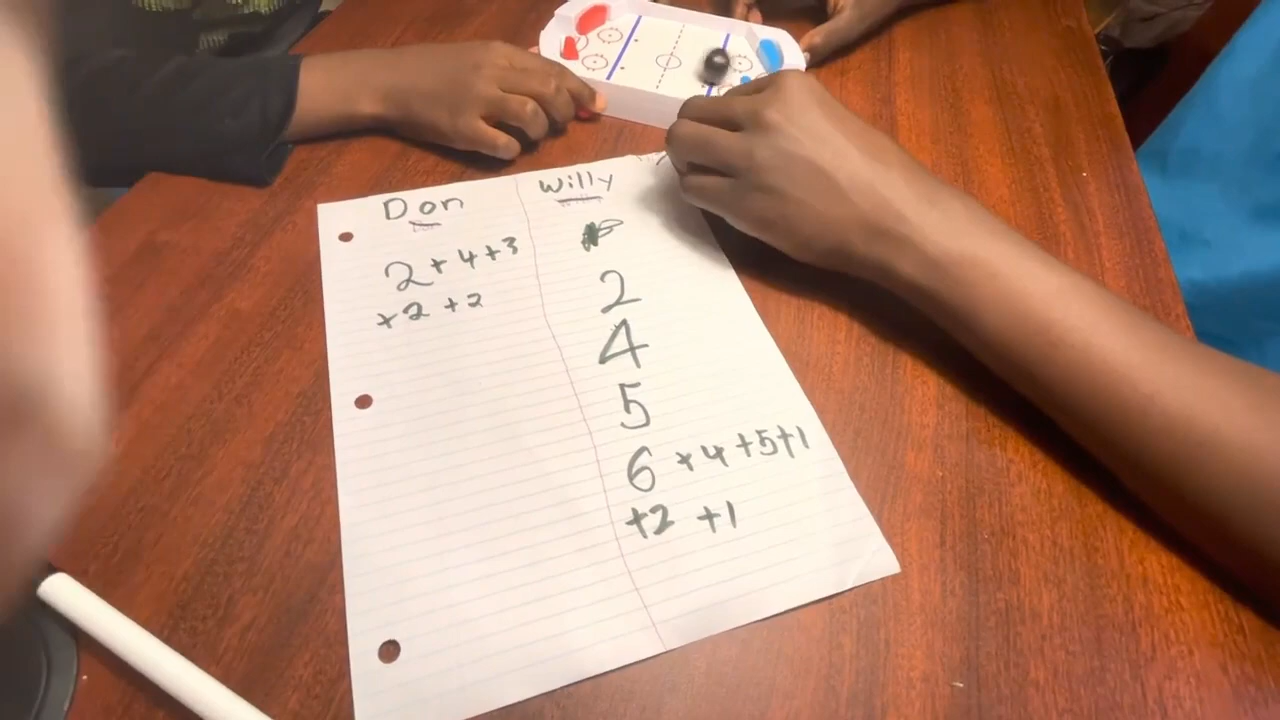 Don
2 + 4 + 3
+ 2 + 2
Willy
2
4
5
6 + 4 + 5 + 1
+2 +1